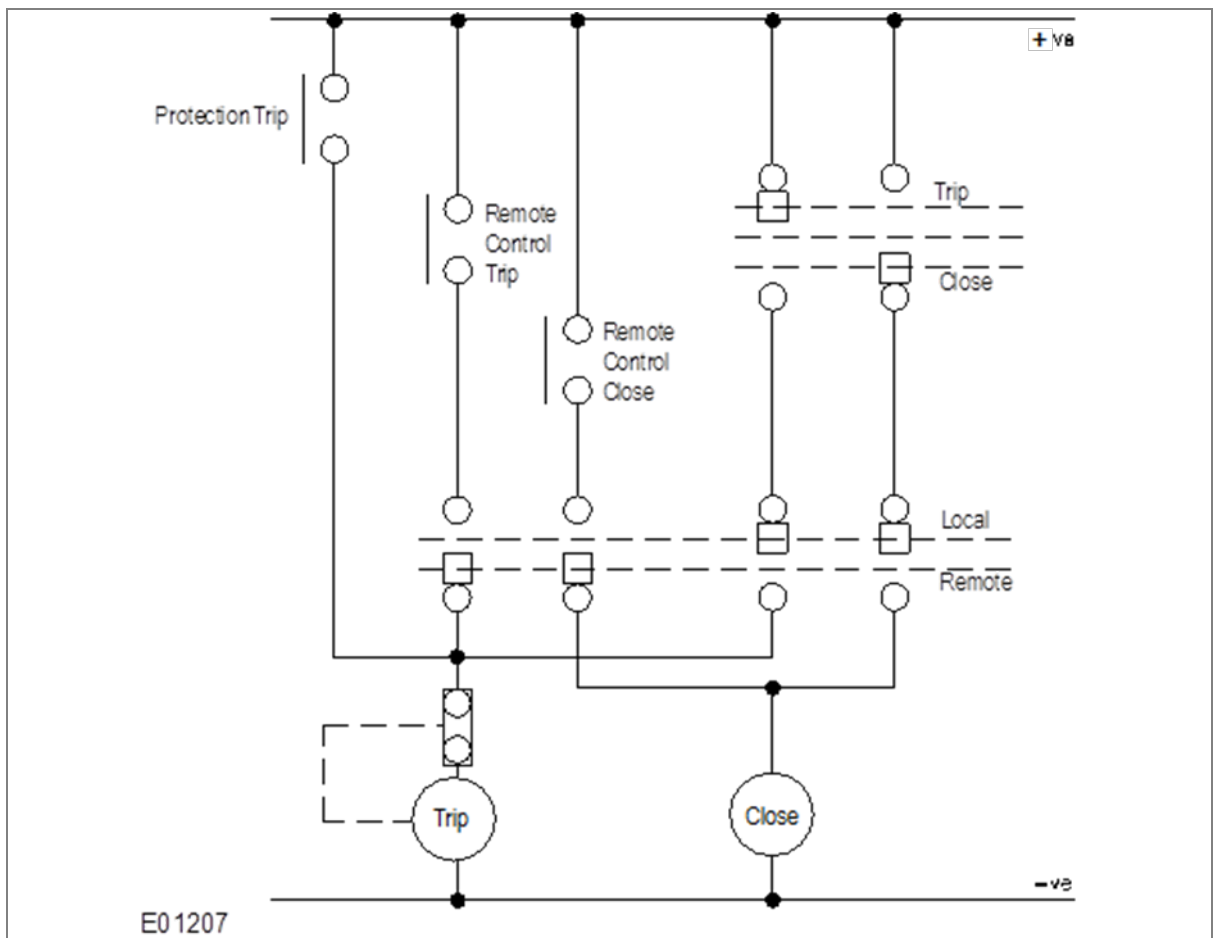 +ve
Protection Trip
Trip
Remote
Control
Trip
Close
Remote
Control
Close
Local
Remote
Trip
Close
-ve
E01207